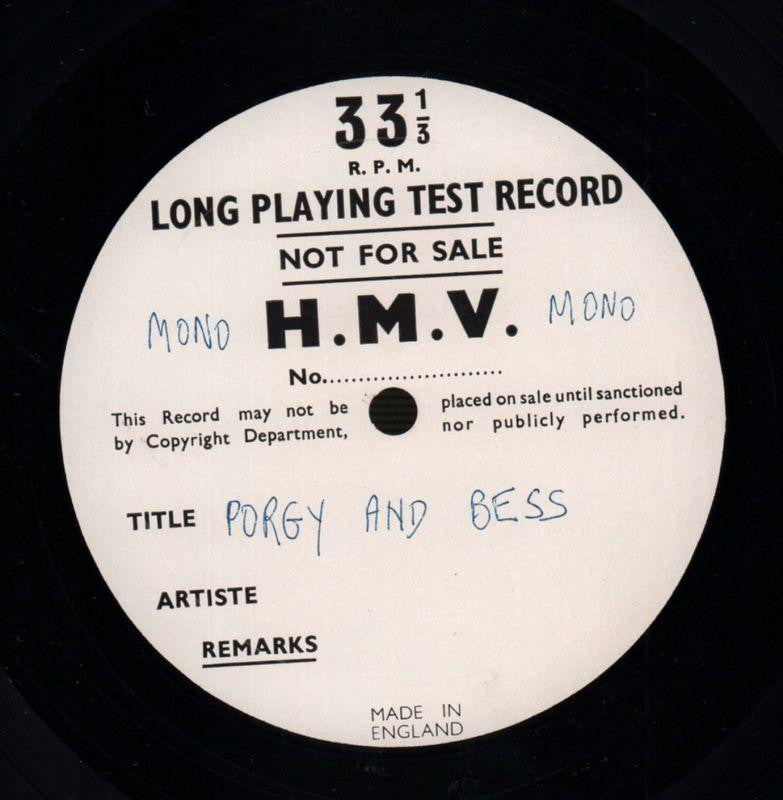 33 1/3
R. P. M.
LONG PLAYING TEST RECORD
NOT FOR SALE
MONO H.M.V. MONO
No..............................
This Record may not be placed on sale until sanctioned
by Copyright Department, nor publicly performed.
TITLE PORGY AND BESS
ARTISTE
REMARKS
MADE IN
ENGLAND